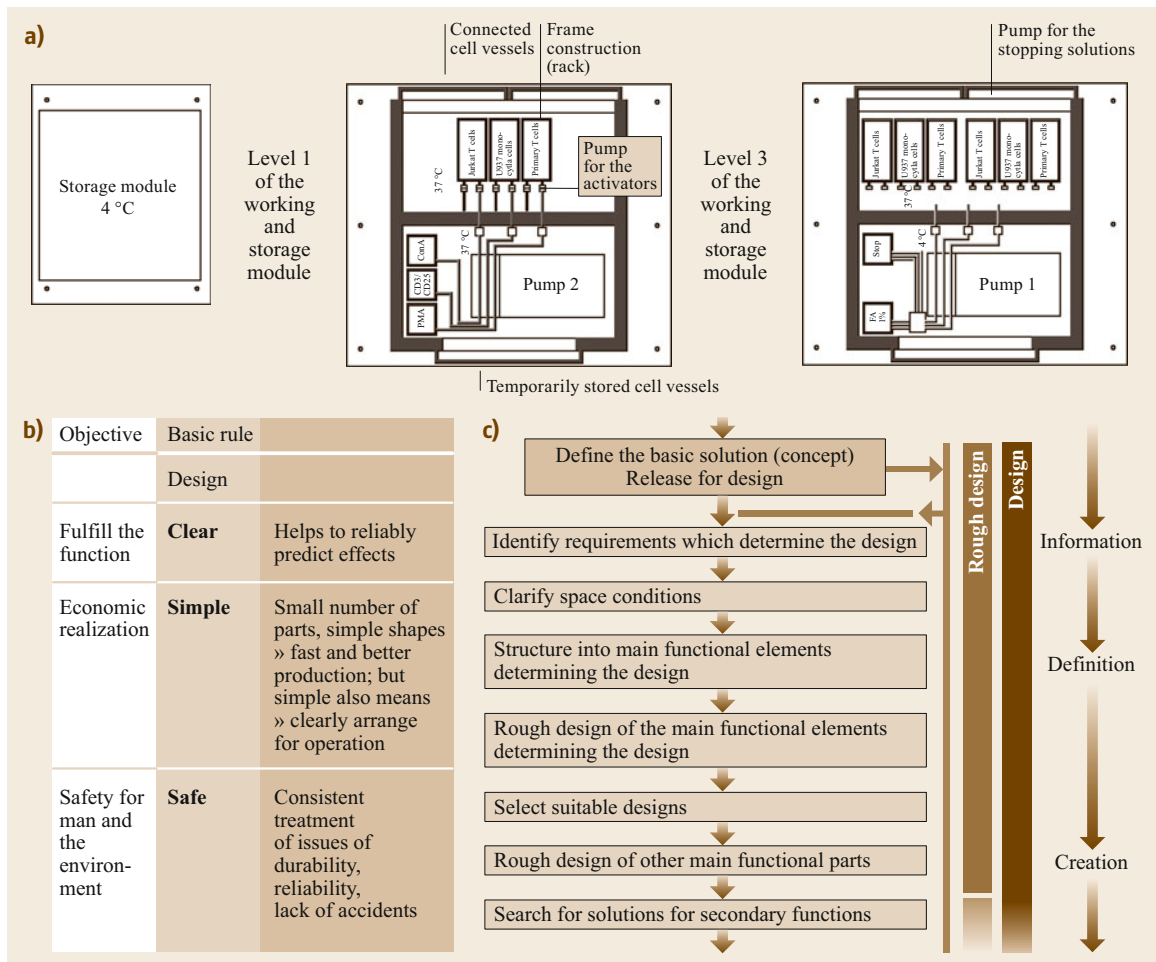 a)
Connected
cell vessels
Frame
construction
(rack)
Pump for the
stopping solutions
Storage module
4 °C
Level 1
of the
working
and
storage
module
37 °C
Jurkat T cells
U937 mono-
cytla cells
Primary T cells
Pump
for the
activators
37 °C
ConA
CD3/
CD25
PMA
Pump 2
Temporarily stored cell vessels
Level 3
of the
working
and
storage
module
Jurkat T cells
U937 mono-
cytla cells
Primary T cells
Jurkat T cells
U937 mono-
cytla cells
Primary T cells
37 °C
4 °C
Stop
FA
1%
Pump 1
b)
Objective
Basic rule
Design
Fulfill the
function
Clear
Helps to reliably
predict effects
Economic
realization
Simple
Small number of
parts, simple shapes
» fast and better
production; but
simple also means
» clearly arrange
for operation
Safety for
man and
the
environ-
ment
Safe
Consistent
treatment
of issues of
durability,
reliability,
lack of accidents
c)
Define the basic solution (concept)
Release for design
Identify requirements which determine the design
Clarify space conditions
Structure into main functional elements
determining the design
Rough design of the main functional elements
determining the design
Select suitable designs
Rough design of other main functional parts
Search for solutions for secondary functions
Rough design
Design
Information
Definition
Creation